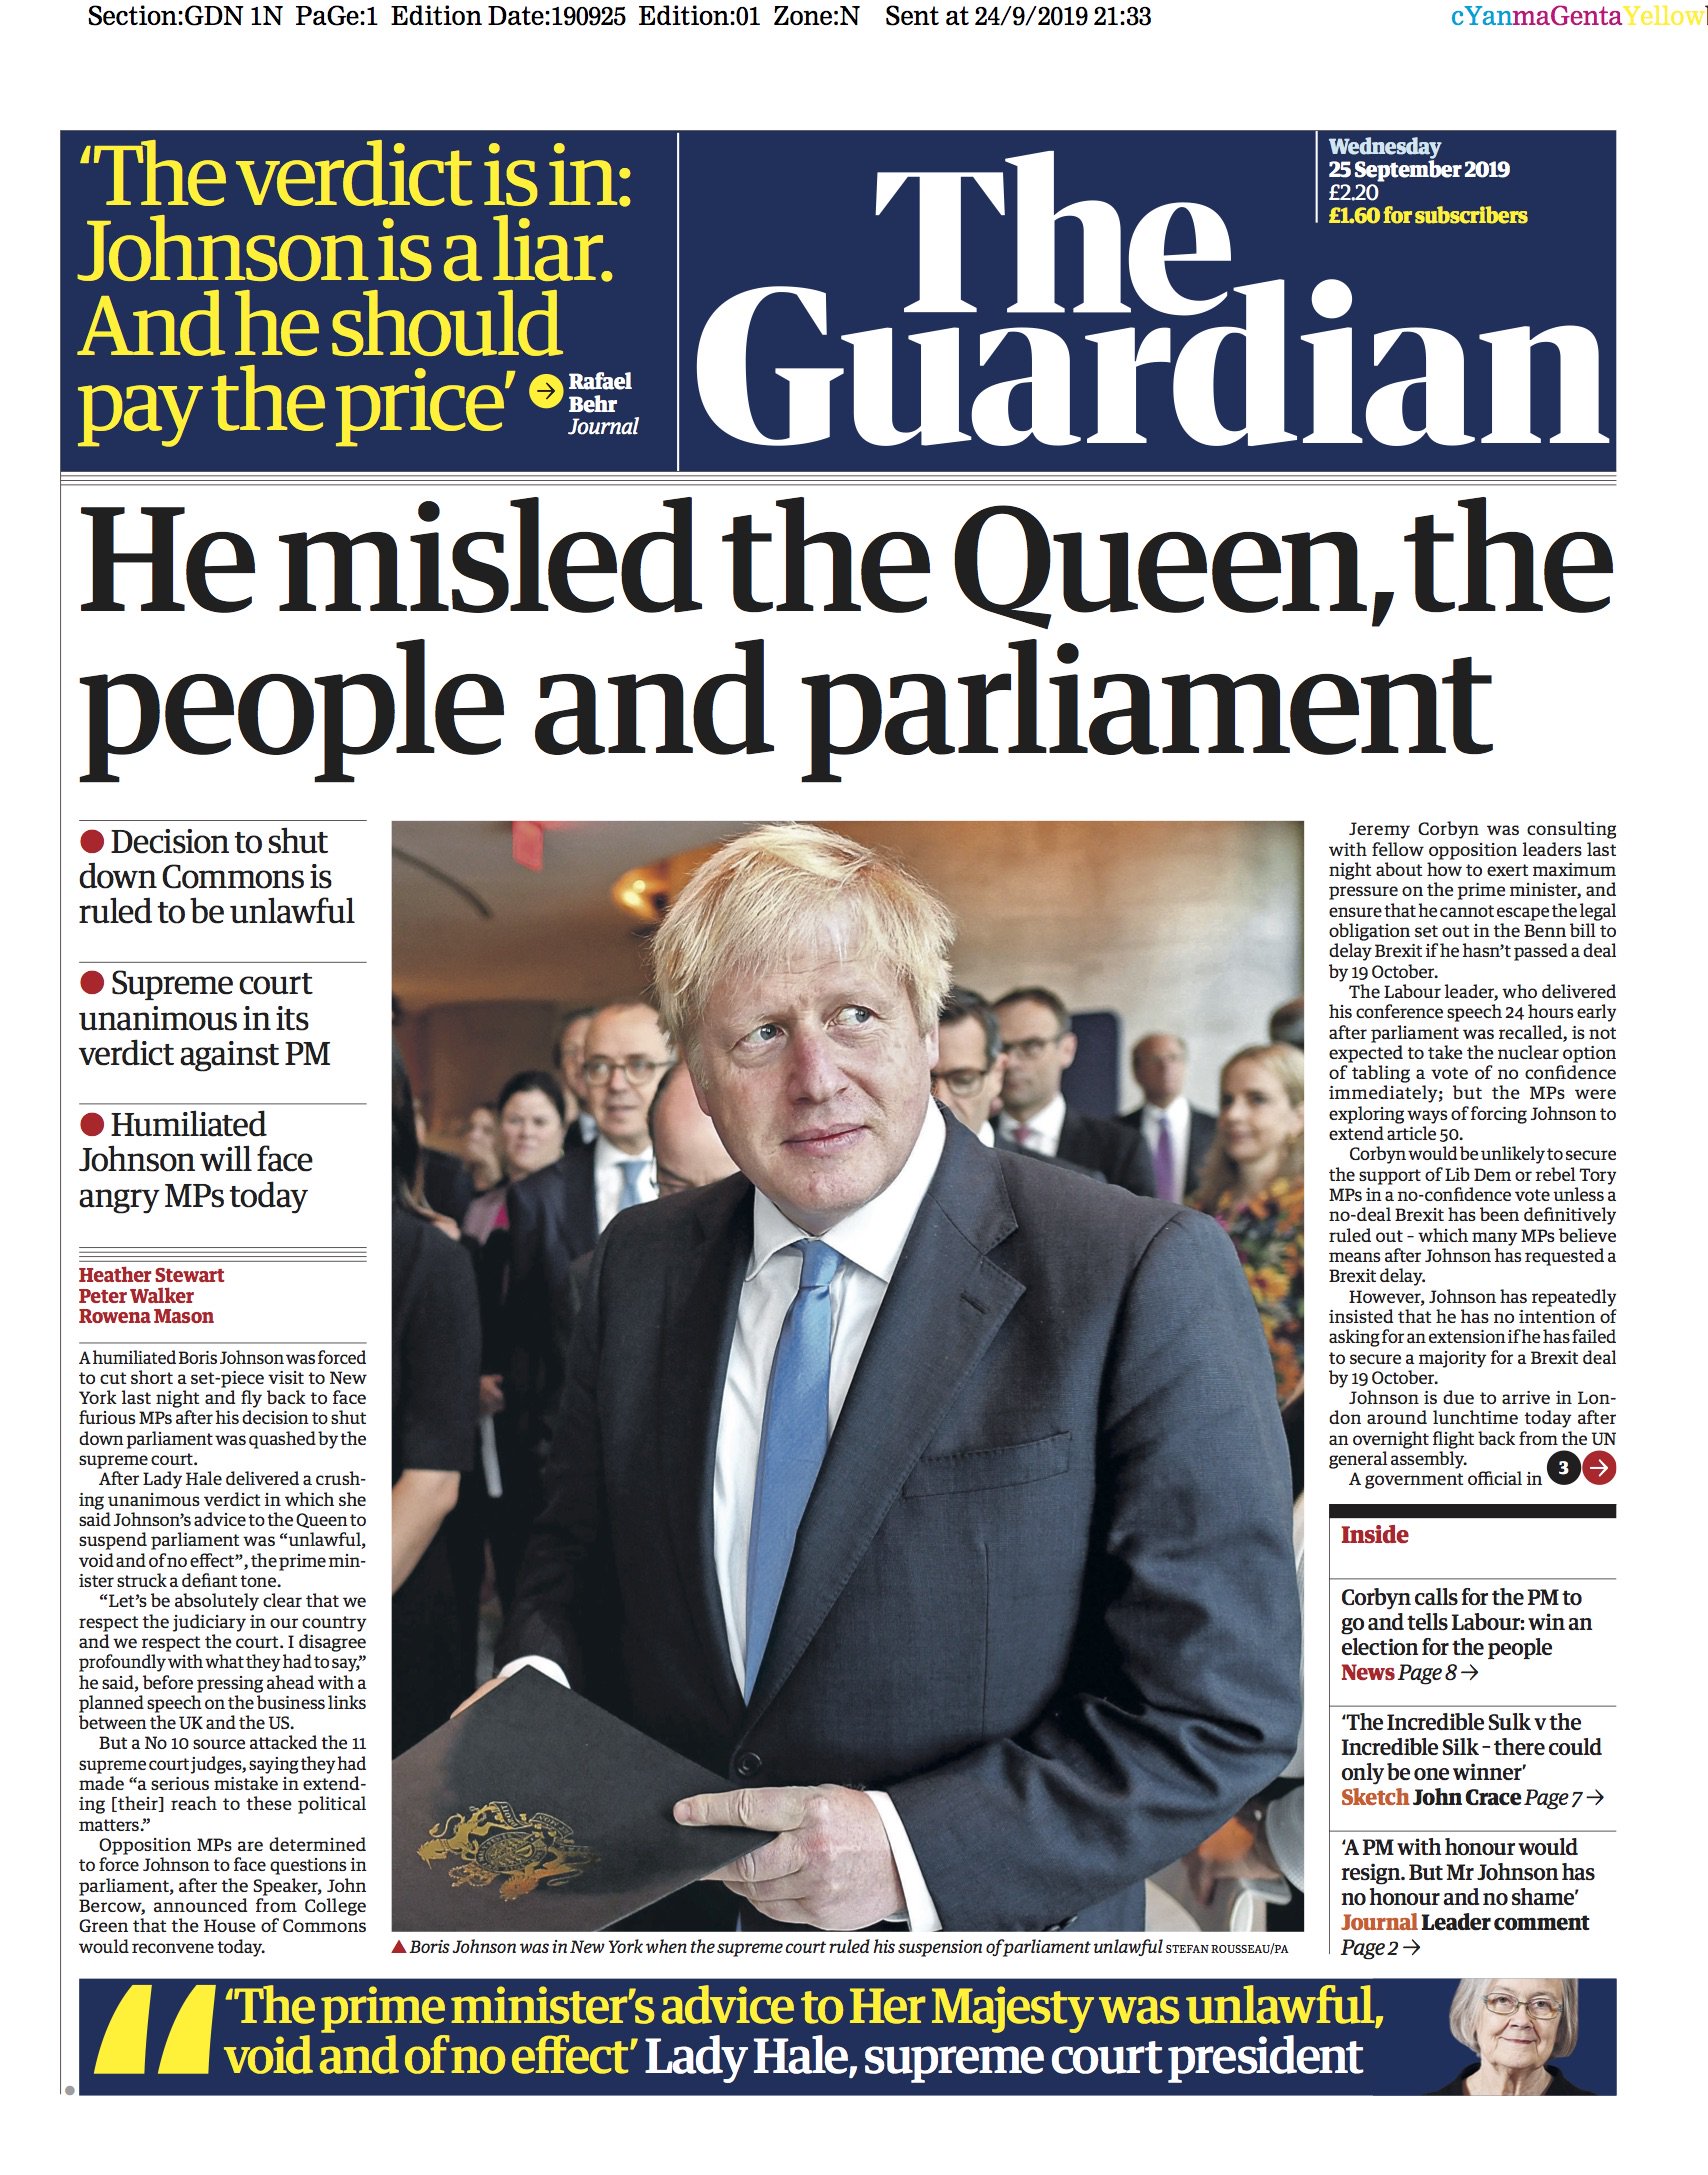 Section:GDN 1N PaGe:1 Edition Date:190925 Edition:01 Zone:N Sent at 24/9/2019 21:33
cYanmaGentaYellow
‘The verdict is in:
Johnson is a liar.
And he should
pay the price’
Rafael
Behr
Journal
The
Guardian
Wednesday
25 September 2019
£2.20
£1.60 for subscribers
He misled the Queen, the
people and parliament
● Decision to shut
down Commons is
ruled to be unlawful
● Supreme court
unanimous in its
verdict against PM
● Humiliated
Johnson will face
angry MPs today
Heather Stewart
Peter Walker
Rowena Mason
A humiliated Boris Johnson was forced
to cut short a set-piece visit to New
York last night and fly back to face
furious MPs after his decision to shut
down parliament was quashed by the
supreme court.
After Lady Hale delivered a crush-
ing unanimous verdict in which she
said Johnson’s advice to the Queen to
suspend parliament was “unlawful,
void and of no effect”, the prime min-
ister struck a defiant tone.
“Let’s be absolutely clear that we
respect the judiciary in our country
and we respect the court. I disagree
profoundly with what they had to say,”
he said, before pressing ahead with a
planned speech on the business links
between the UK and the US.
But a No 10 source attacked the 11
supreme court judges, saying they had
made “a serious mistake in extend-
ing [their] reach to these political
matters.”
Opposition MPs are determined
to force Johnson to face questions in
parliament, after the Speaker, John
Bercow, announced from College
Green that the House of Commons
would reconvene today.
▲ Boris Johnson was in New York when the supreme court ruled his suspension of parliament unlawful STEFAN ROUSSEAU/PA
Jeremy Corbyn was consulting
with fellow opposition leaders last
night about how to exert maximum
pressure on the prime minister, and
ensure that he cannot escape the legal
obligation set out in the Benn bill to
delay Brexit if he hasn’t passed a deal
by 19 October.
The Labour leader, who delivered
his conference speech 24 hours early
after parliament was recalled, is not
expected to take the nuclear option
of tabling a vote of no confidence
immediately; but the MPs were
exploring ways of forcing Johnson to
extend article 50.
Corbyn would be unlikely to secure
the support of Lib Dem or rebel Tory
MPs in a no-confidence vote unless a
no-deal Brexit has been definitively
ruled out – which many MPs believe
means after Johnson has requested a
Brexit delay.
However, Johnson has repeatedly
insisted that he has no intention of
asking for an extension if he has failed
to secure a majority for a Brexit deal
by 19 October.
Johnson is due to arrive in Lon-
don around lunchtime today after
an overnight flight back from the UN
general assembly.
A government official in 3 →
Inside
Corbyn calls for the PM to
go and tells Labour: win an
election for the people
News Page 8 →
‘The Incredible Sulk v the
Incredible Silk – there could
only be one winner’
Sketch John Crace Page 7 →
‘A PM with honour would
resign. But Mr Johnson has
no honour and no shame’
Journal Leader comment
Page 2 →
‘The prime minister’s advice to Her Majesty was unlawful,
void and of no effect’ Lady Hale, supreme court president